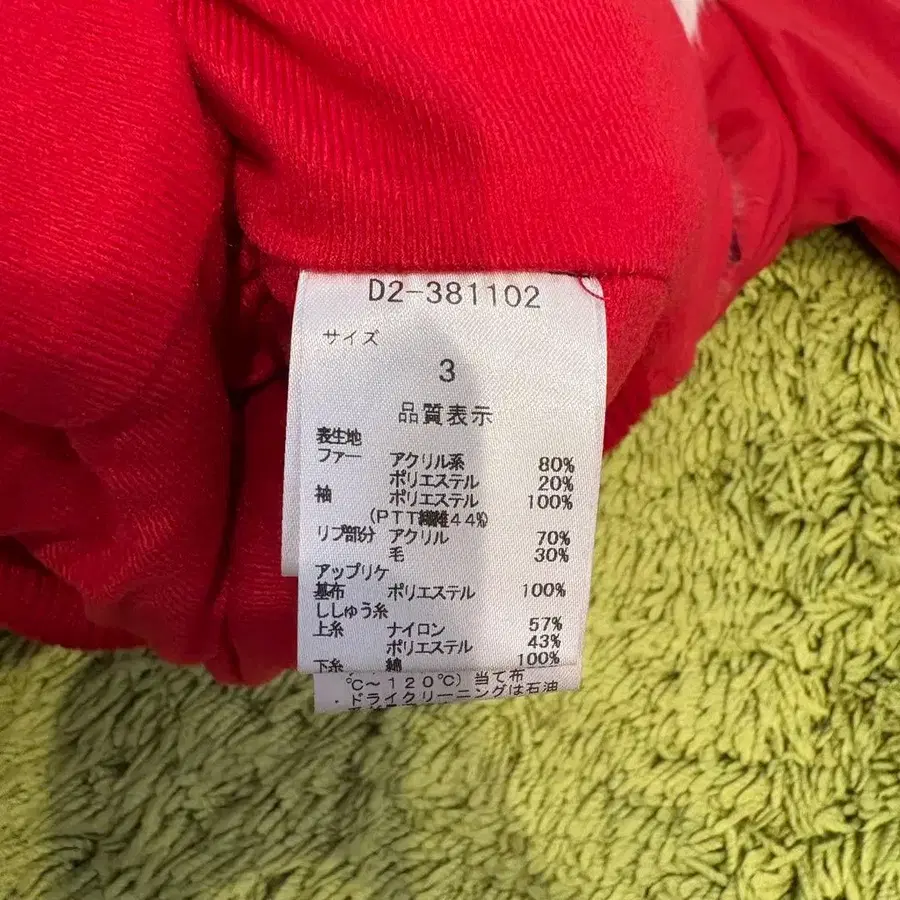 D2-381102
サイズ
3
品質表示
表生地
ファー アクリル系 80%
ポリエステル 20%
袖 ポリエステル 100%
(PTT繊維44%)
リブ部分 アクリル 70%
毛 30%
アップリケ
基布 ポリエステル 100%
ししゅう糸
上糸 ナイロン 57%
ポリエステル 43%
下糸 綿 100%
℃～120℃）当て布
・ドライクリーニングは石油